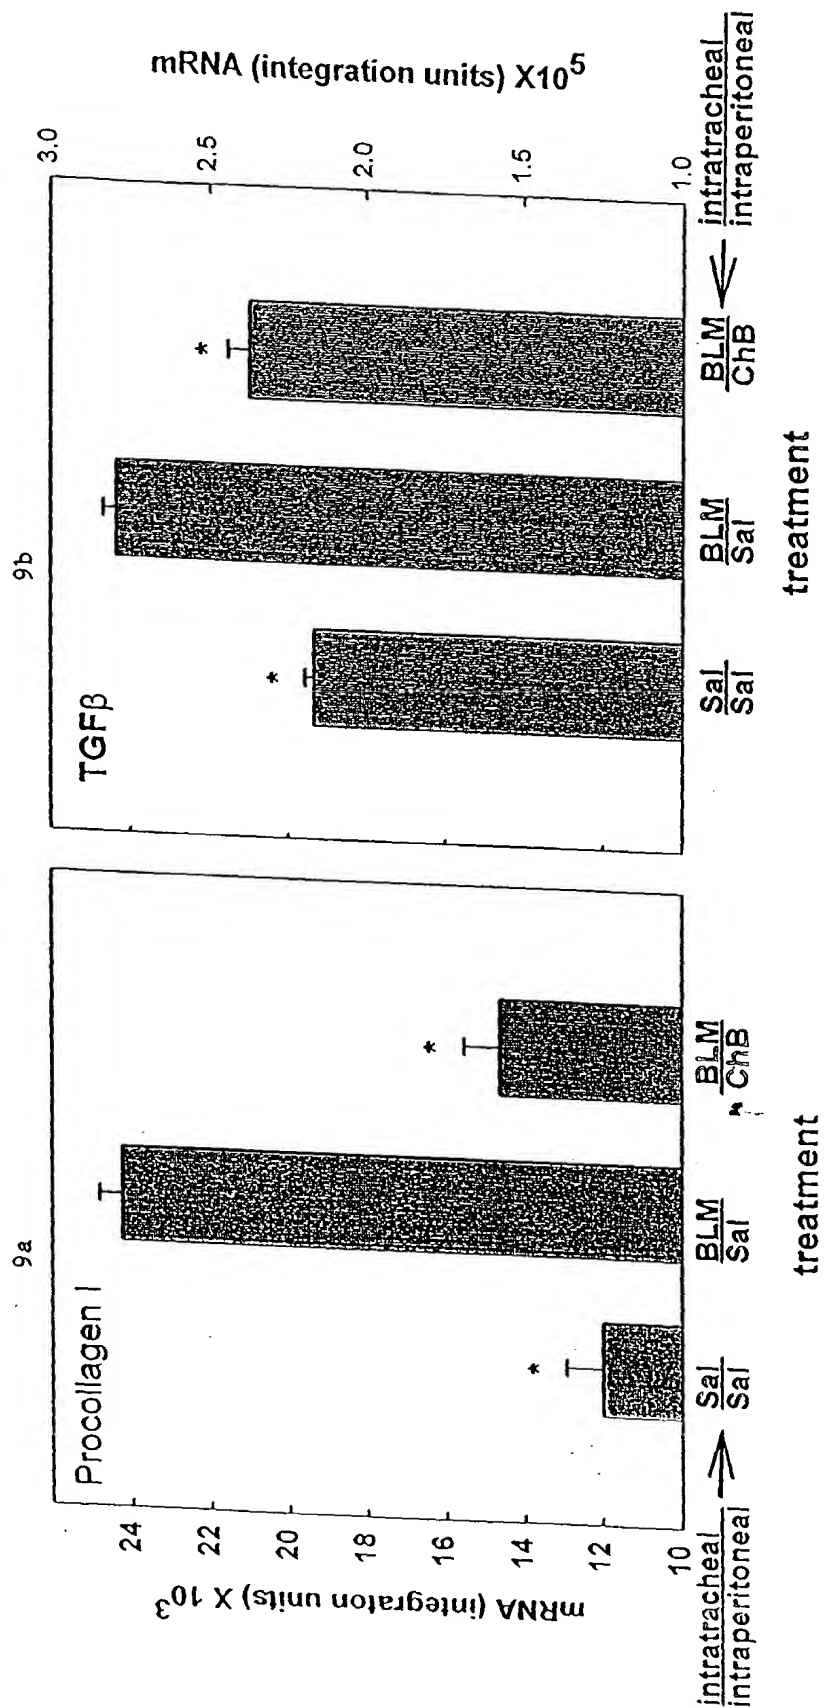 9a
Procollagen I
mRNA (integraton units) X 10³
24
22
20
18
16
14
12
10
*
*
Sal
Sal
BLM
Sal
BLM
ChB
intratracheal
intraperitoneal
treatment
9b
TGFβ
mRNA (integration units) X10⁵
3.0
2.5
2.0
1.5
1.0
*
*
Sal
Sal
BLM
Sal
BLM
ChB
intratracheal
intraperitoneal
treatment